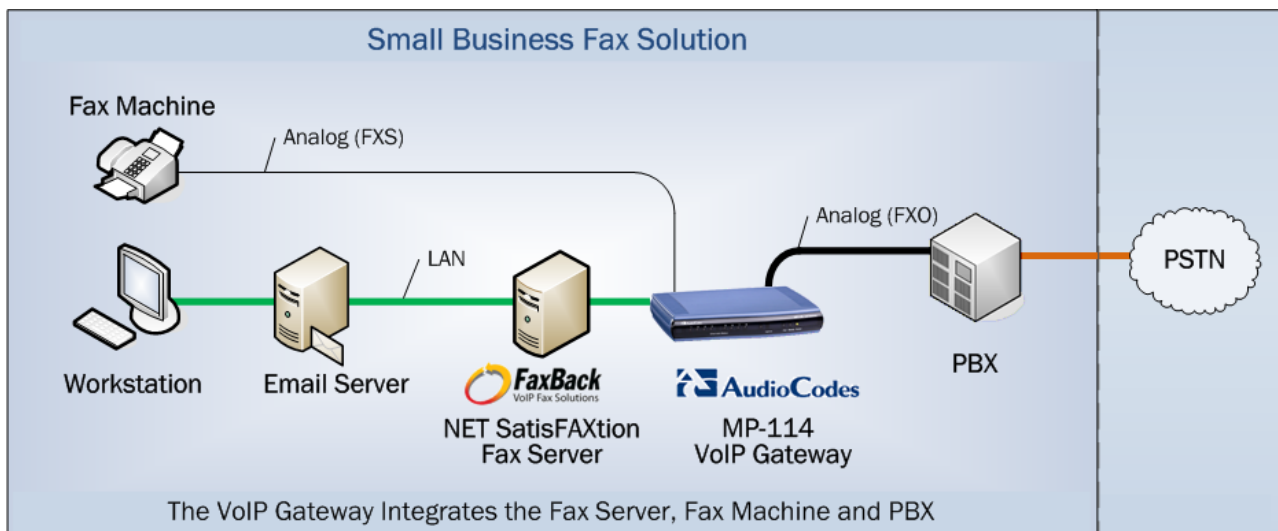 Small Business Fax Solution
Fax Machine
Analog (FXS)
Analog (FXO)
LAN
PSTN
Workstation
Email Server
FaxBack
VoIP Fax Solutions
NET SatisFAXtion
Fax Server
AudioCodes
MP-114
VoIP Gateway
PBX
The VoIP Gateway Integrates the Fax Server, Fax Machine and PBX